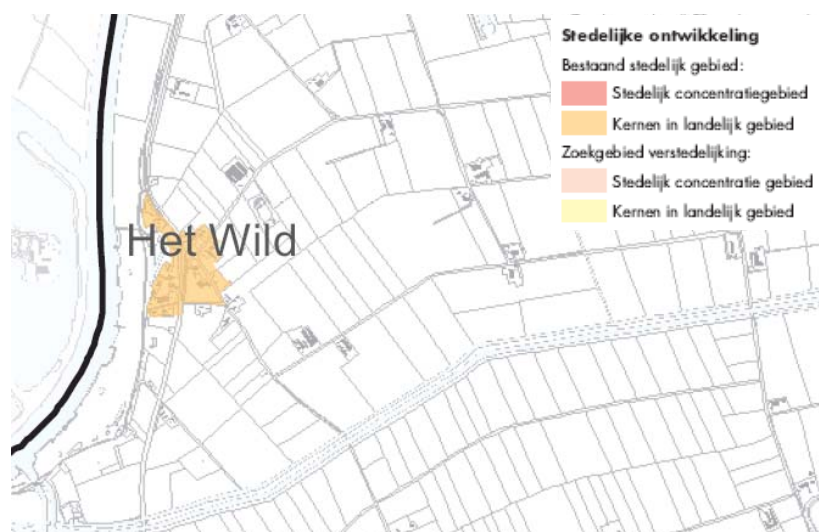 Stedelijke ontwikkeling
Bestaand stedelijk gebied:
Stedelijk concentratiegebied
Kernen in landelijk gebied
Zoekgebied verstedelijking:
Stedelijk concentratie gebied
Kernen in landelijk gebied
Het Wild